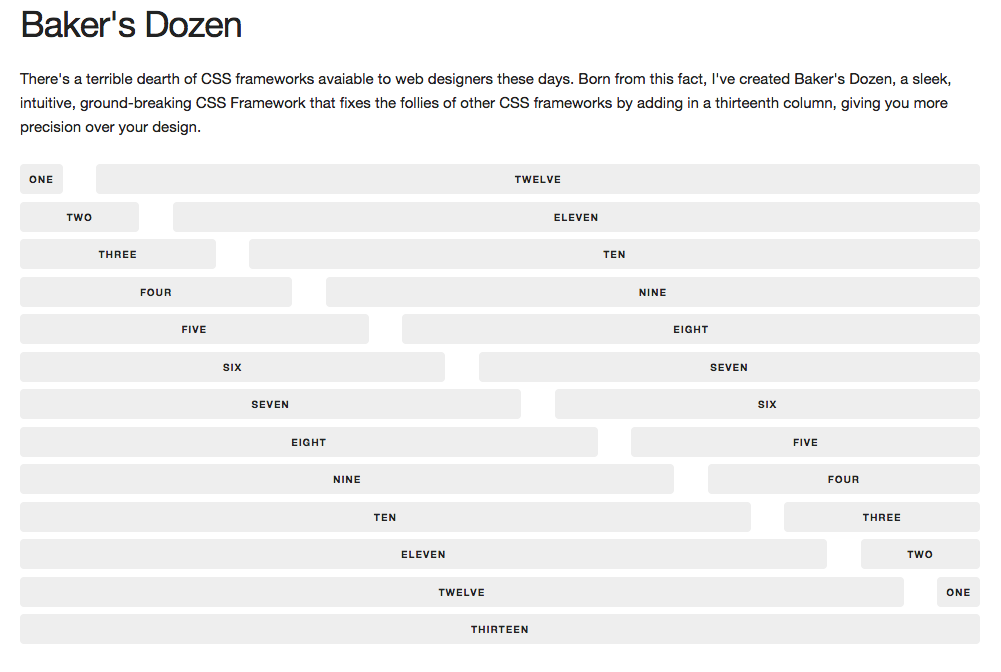 Baker's Dozen
There's a terrible dearth of CSS frameworks avaiable to web designers these days. Born from this fact, I've created Baker's Dozen, a sleek,
intuitive, ground-breaking CSS Framework that fixes the follies of other CSS frameworks by adding in a thirteenth column, giving you more
precision over your design.
ONE TWELVE
TWO ELEVEN
THREE TEN
FOUR NINE
FIVE EIGHT
SIX SEVEN
SEVEN SIX
EIGHT FIVE
NINE FOUR
TEN THREE
ELEVEN TWO
TWELVE ONE
THIRTEEN